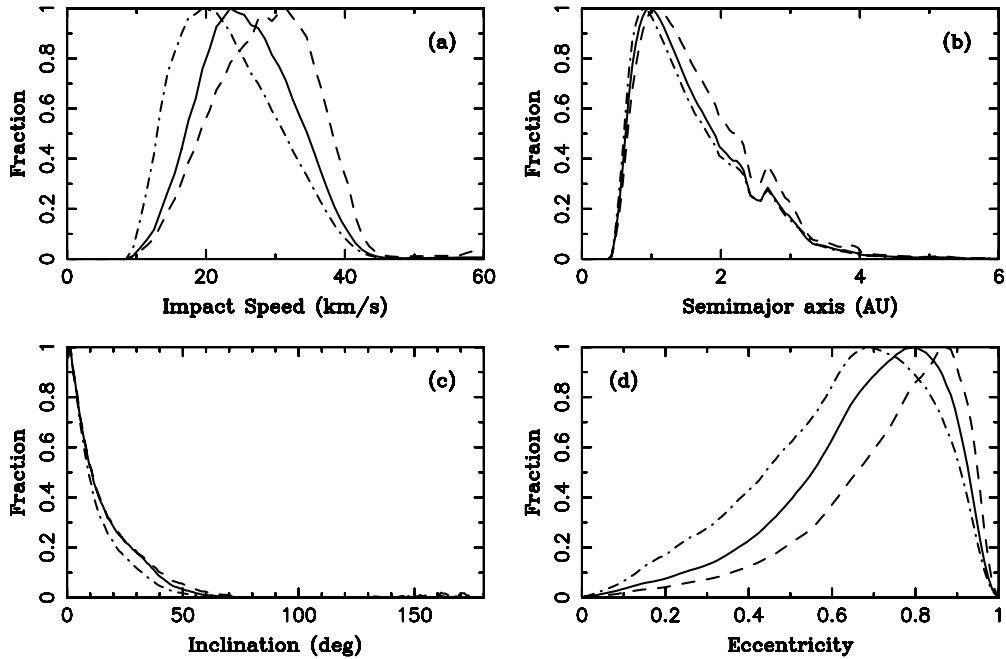 (a)
Fraction
0 0.2 0.4 0.6 0.8 1
0 20 40 60
Impact Speed (km/s)
(b)
Fraction
0 0.2 0.4 0.6 0.8 1
0 2 4 6
Semimajor axis (AU)
(c)
Fraction
0 0.2 0.4 0.6 0.8 1
0 50 100 150
Inclination (deg)
(d)
Fraction
0 0.2 0.4 0.6 0.8 1
0 0.2 0.4 0.6 0.8 1
Eccentricity